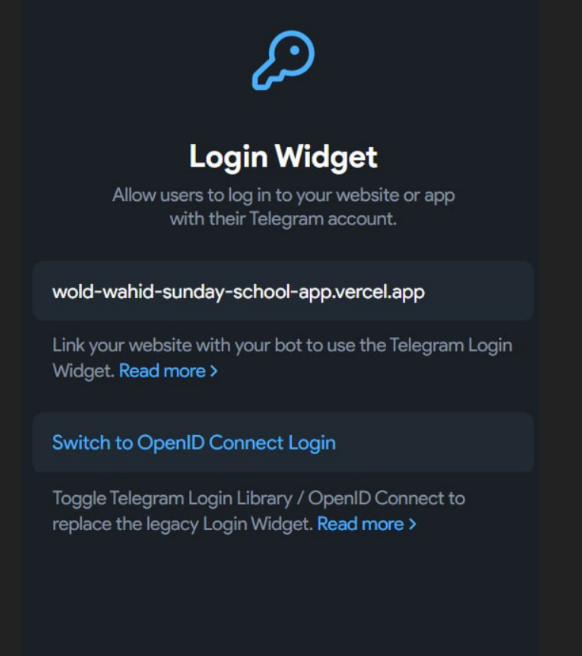 Login Widget
Allow users to log in to your website or app
with their Telegram account.
wold-wahid-sunday-school-app.vercel.app
Link your website with your bot to use the Telegram Login
Widget. Read more >
Switch to OpenID Connect Login
Toggle Telegram Login Library / OpenID Connect to
replace the legacy Login Widget. Read more >